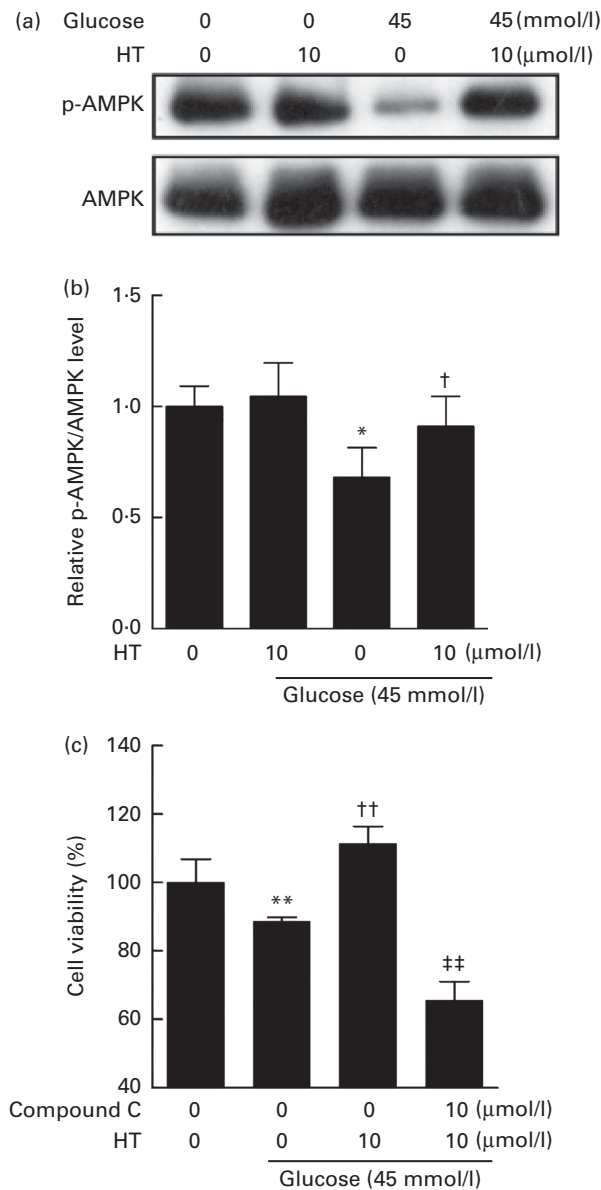 (a) Glucose 0 0 45 45 (mmol/l)
HT 0 10 0 10 (μmol/l)
p-AMPK
AMPK
(b)
Relative p-AMPK/AMPK level
1·5
1·0
0·5
0·0
* †
HT 0 10 0 10 (μmol/l)
Glucose (45 mmol/l)
(c)
Cell viability (%)
140
120
100
80
60
40
** †† ‡‡
Compound C 0 0 0 10 (μmol/l)
HT 0 0 10 10 (μmol/l)
Glucose (45 mmol/l)